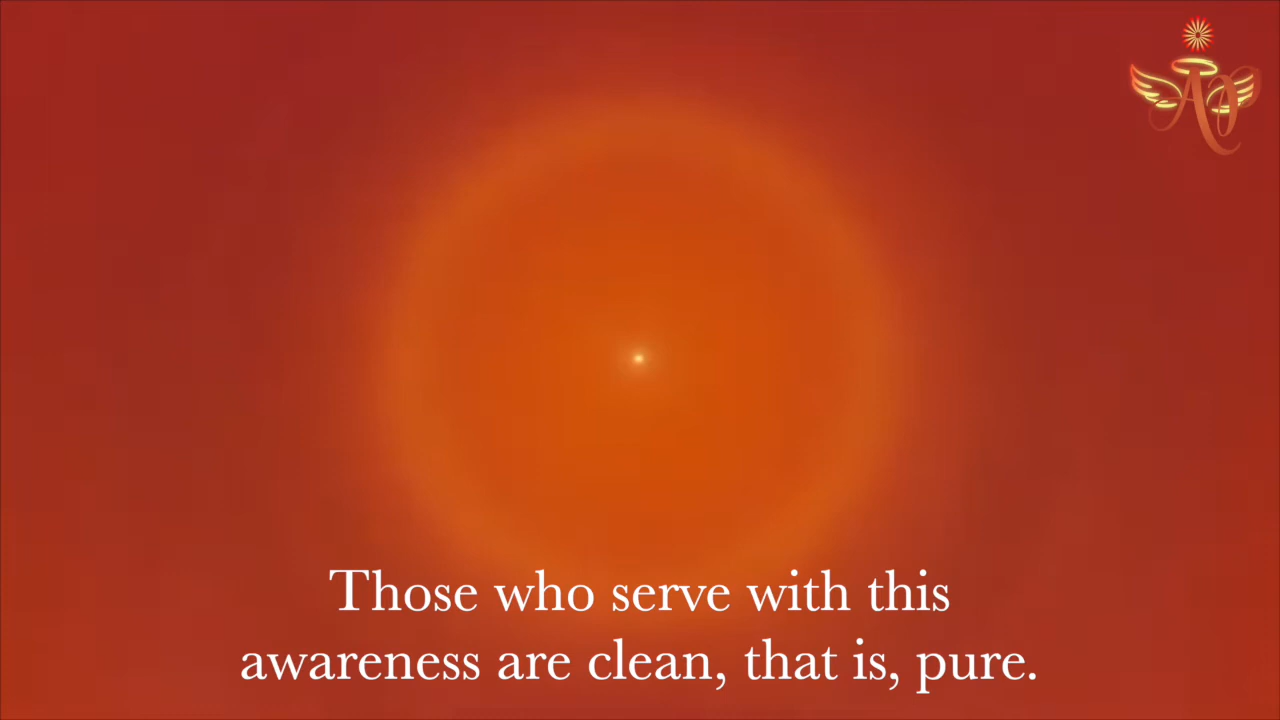 Those who serve with this
awareness are clean, that is, pure.